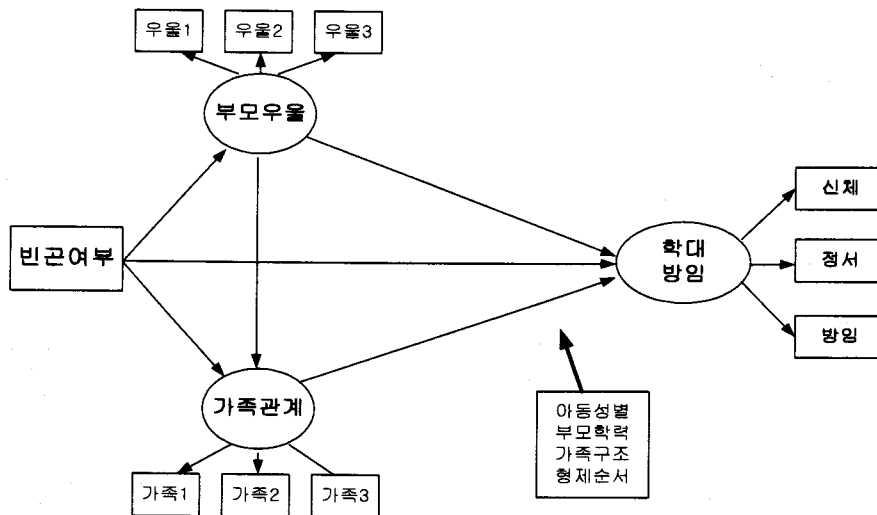 우울1
우울2
우울3
부모우울
빈곤여부
학대
방임
신체
정서
방임
가족관계
가족1
가족2
가족3
아동성별
부모학력
가족구조
형제순서